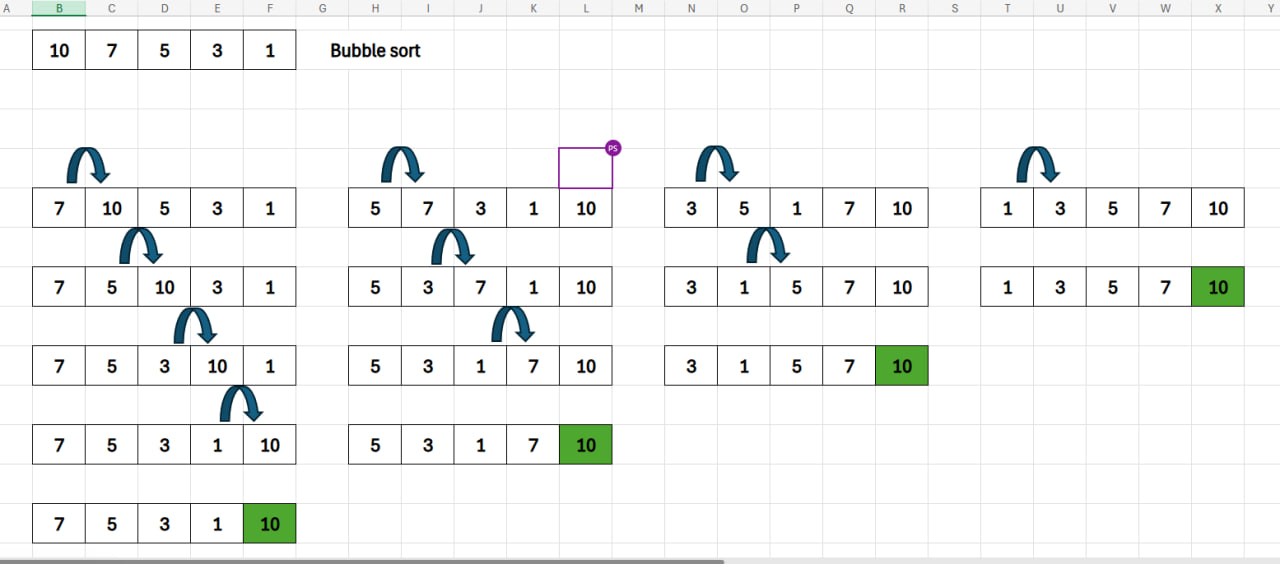 A B C D E F G H I J K L M N O P Q R S T U V W X Y
10 7 5 3 1 Bubble sort
PS
7 10 5 3 1 5 7 3 1 10 3 5 1 7 10 1 3 5 7 10
7 5 10 3 1 5 3 7 1 10 3 1 5 7 10 1 3 5 7 10
7 5 3 10 1 5 3 1 7 10 3 1 5 7 10
7 5 3 1 10 5 3 1 7 10
7 5 3 1 10